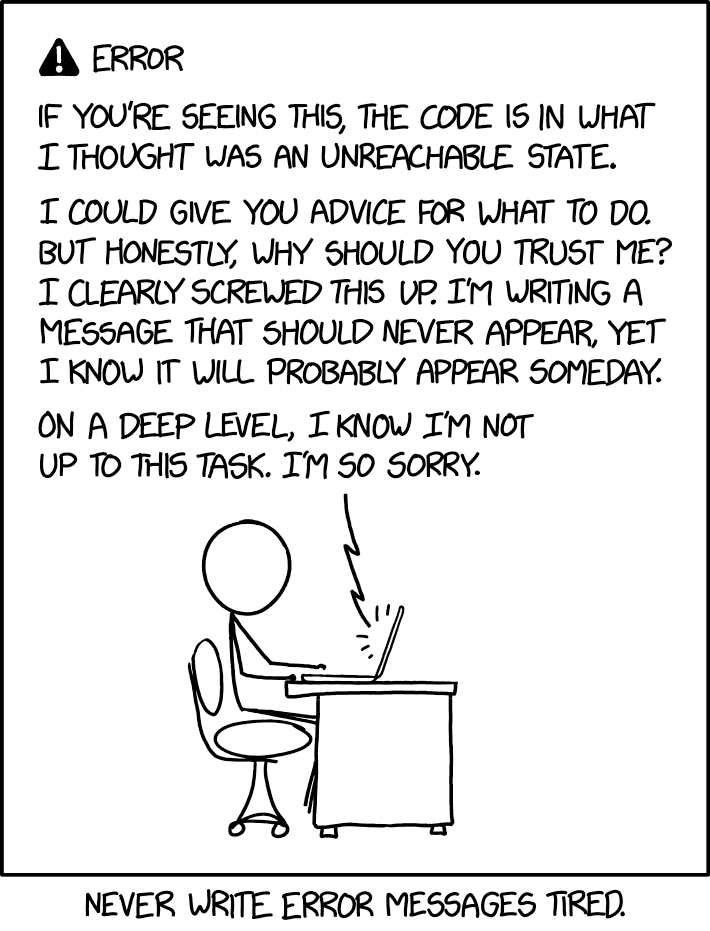 ERROR
IF YOU'RE SEEING THIS, THE CODE IS IN WHAT
I THOUGHT WAS AN UNREACHABLE STATE.
I COULD GIVE YOU ADVICE FOR WHAT TO DO.
BUT HONESTLY, WHY SHOULD YOU TRUST ME?
I CLEARLY SCREWED THIS UP. I'M WRITING A
MESSAGE THAT SHOULD NEVER APPEAR, YET
I KNOW IT WILL PROBABLY APPEAR SOMEDAY.
ON A DEEP LEVEL, I KNOW I'M NOT
UP TO THIS TASK. I'M SO SORRY.
NEVER WRITE ERROR MESSAGES TIRED.